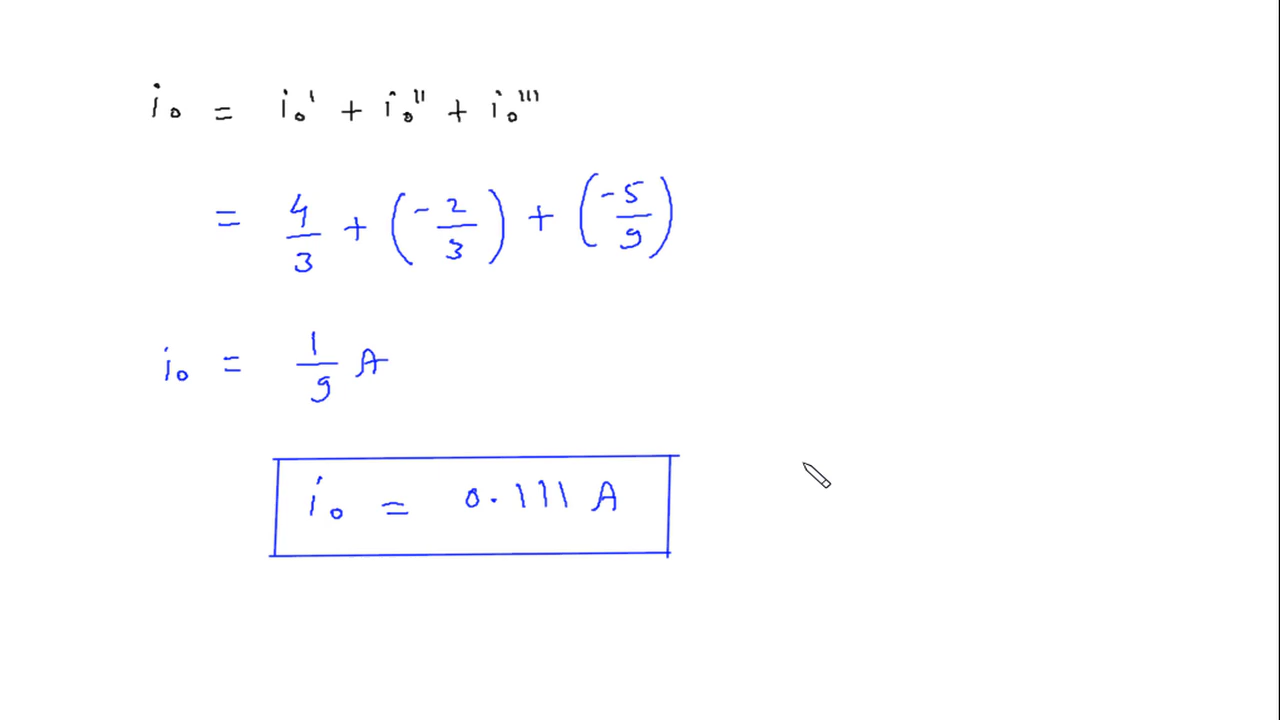 i₀ = i₀' + i₀'' + i₀'''
= 4/3 + (-2/3) + (-5/9)
i₀ = 1/9 A
i₀ = 0.111 A